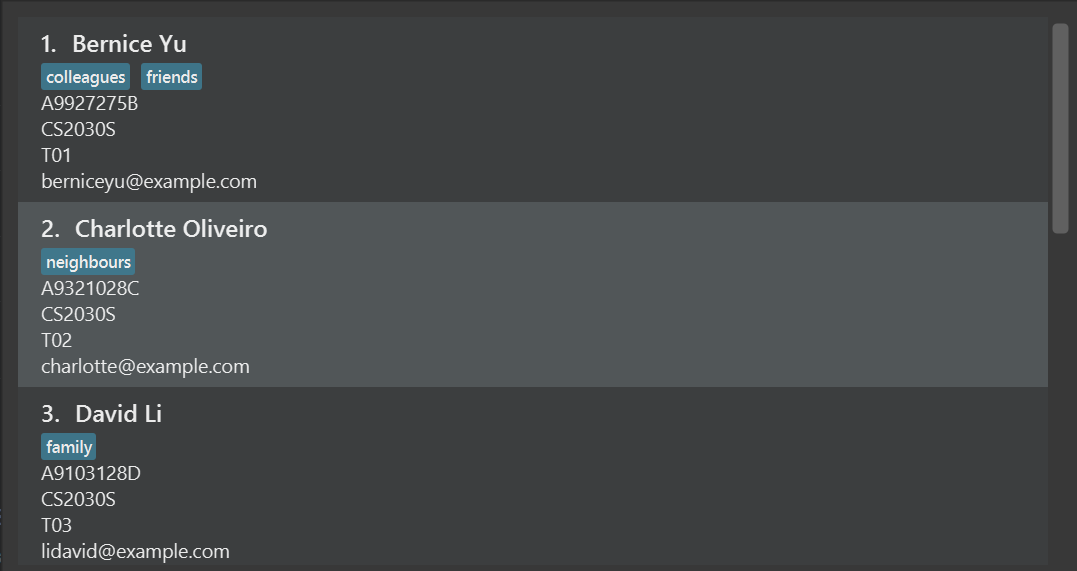 1. Bernice Yu
colleagues friends
A9927275B
CS2030S
T01
berniceyu@example.com
2. Charlotte Oliveiro
neighbours
A9321028C
CS2030S
T02
charlotte@example.com
3. David Li
family
A9103128D
CS2030S
T03
lidavid@example.com